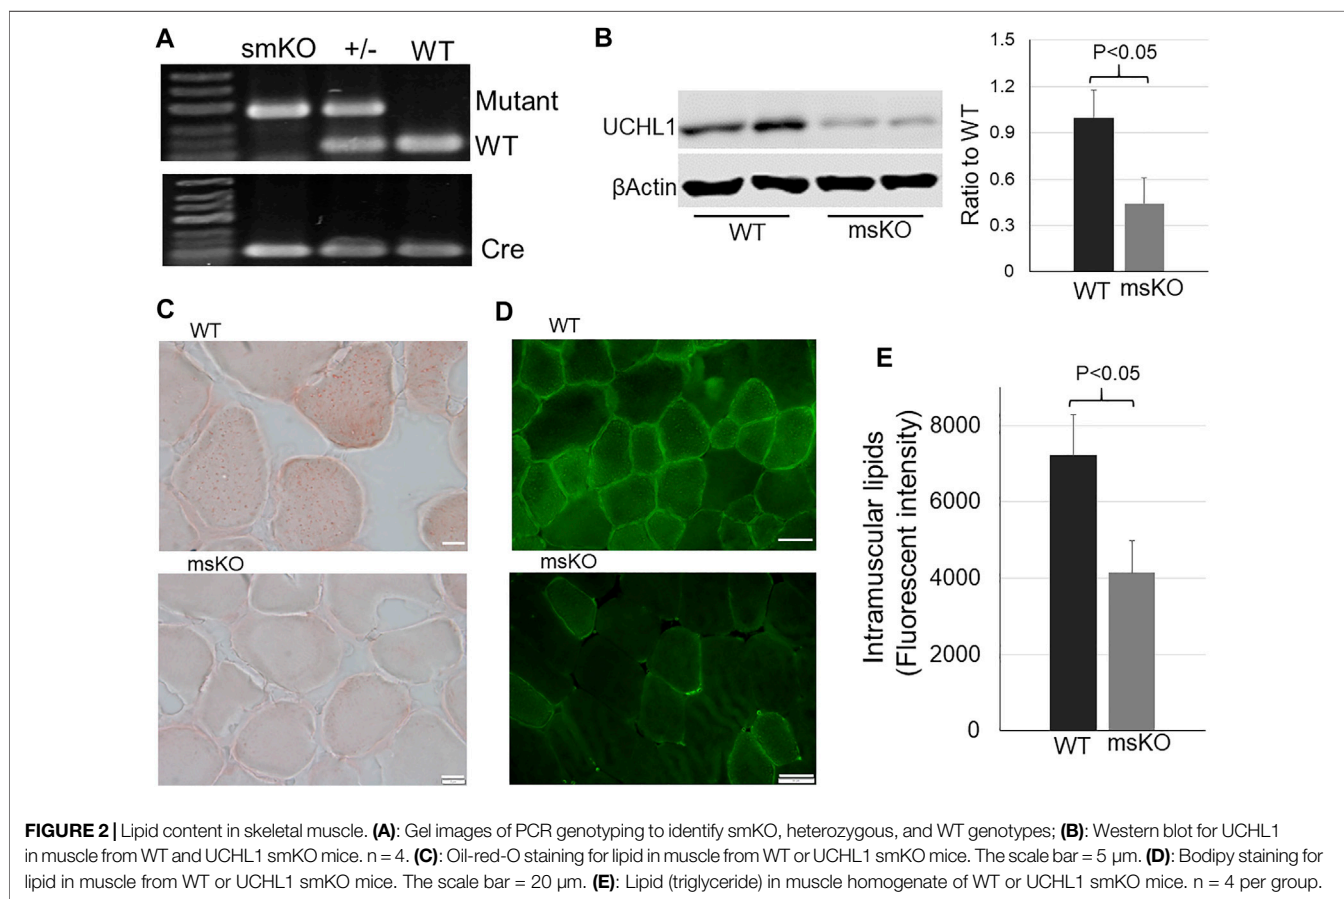 A
smKO +/- WT
Mutant
WT
Cre
B
UCHL1
βActin
WT msKO
Ratio to WT
1.5
1.2
0.9
0.6
0.3
0
P<0.05
WT msKO
C
WT
msKO
D
WT
msKO
E
Intramuscular lipids
(Fluorescent intensity)
8000
6000
4000
2000
0
P<0.05
WT msKO
FIGURE 2 | Lipid content in skeletal muscle. (A): Gel images of PCR genotyping to identify smKO, heterozygous, and WT genotypes; (B): Western blot for UCHL1
in muscle from WT and UCHL1 smKO mice. n = 4. (C): Oil-red-O staining for lipid in muscle from WT or UCHL1 smKO mice. The scale bar = 5 μm. (D): Bodipy staining for
lipid in muscle from WT or UCHL1 smKO mice. The scale bar = 20 μm. (E): Lipid (triglyceride) in muscle homogenate of WT or UCHL1 smKO mice. n = 4 per group.